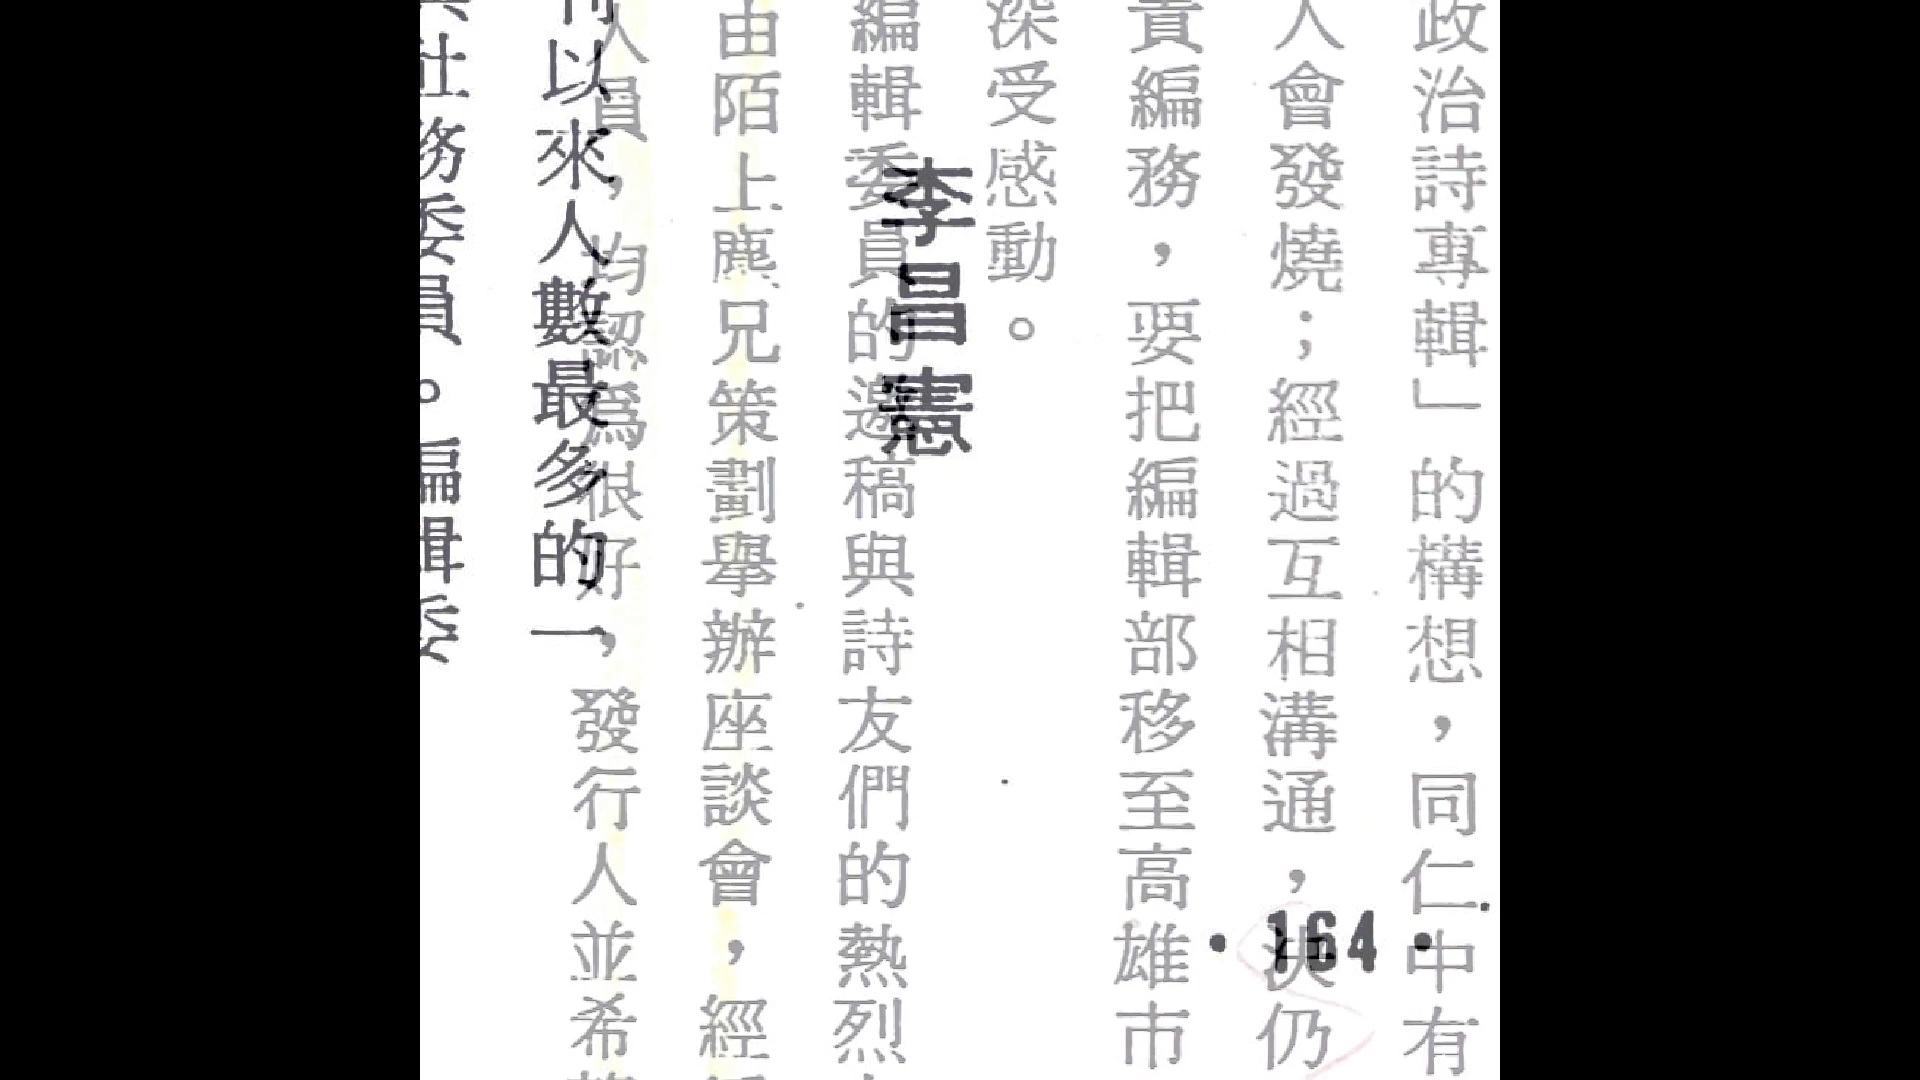 政治詩專輯」的構想，同仁中有
人會發燒；經過互相溝通，決仍
責編務，要把編輯部移至高雄市
深受感動。
編輯委員的邀稿與詩友們的熱烈
由陌上塵兄策劃舉辦座談會，經
人員，均認為很好，發行人並希
李昌憲
以來人數最多的一
社務委員。編輯委
•164•